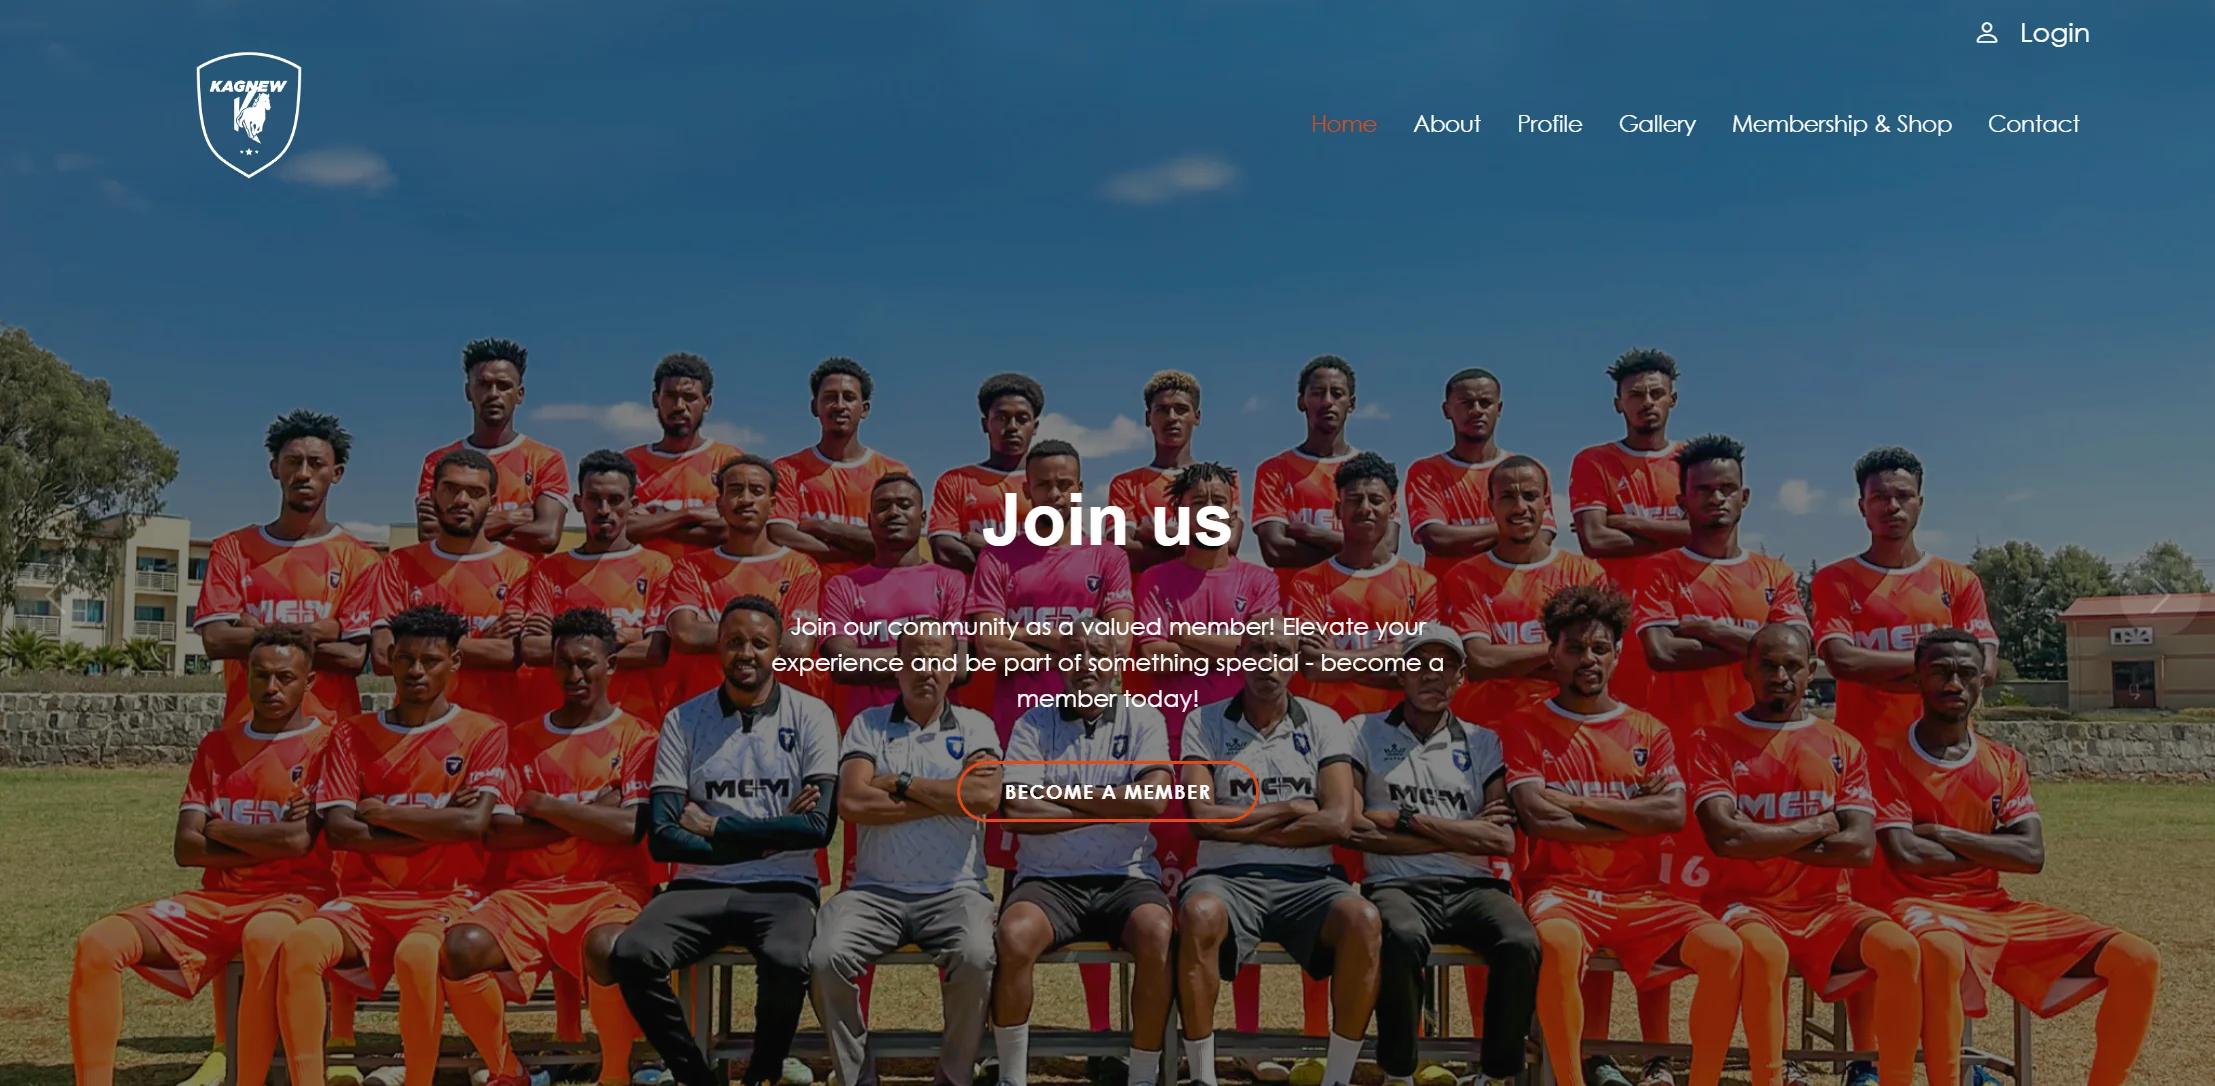 Login
KAGNEW
Home About Profile Gallery Membership & Shop Contact
Join us
Join our community as a valued member! Elevate your
experience and be part of something special - become a
member today!
BECOME A MEMBER
16